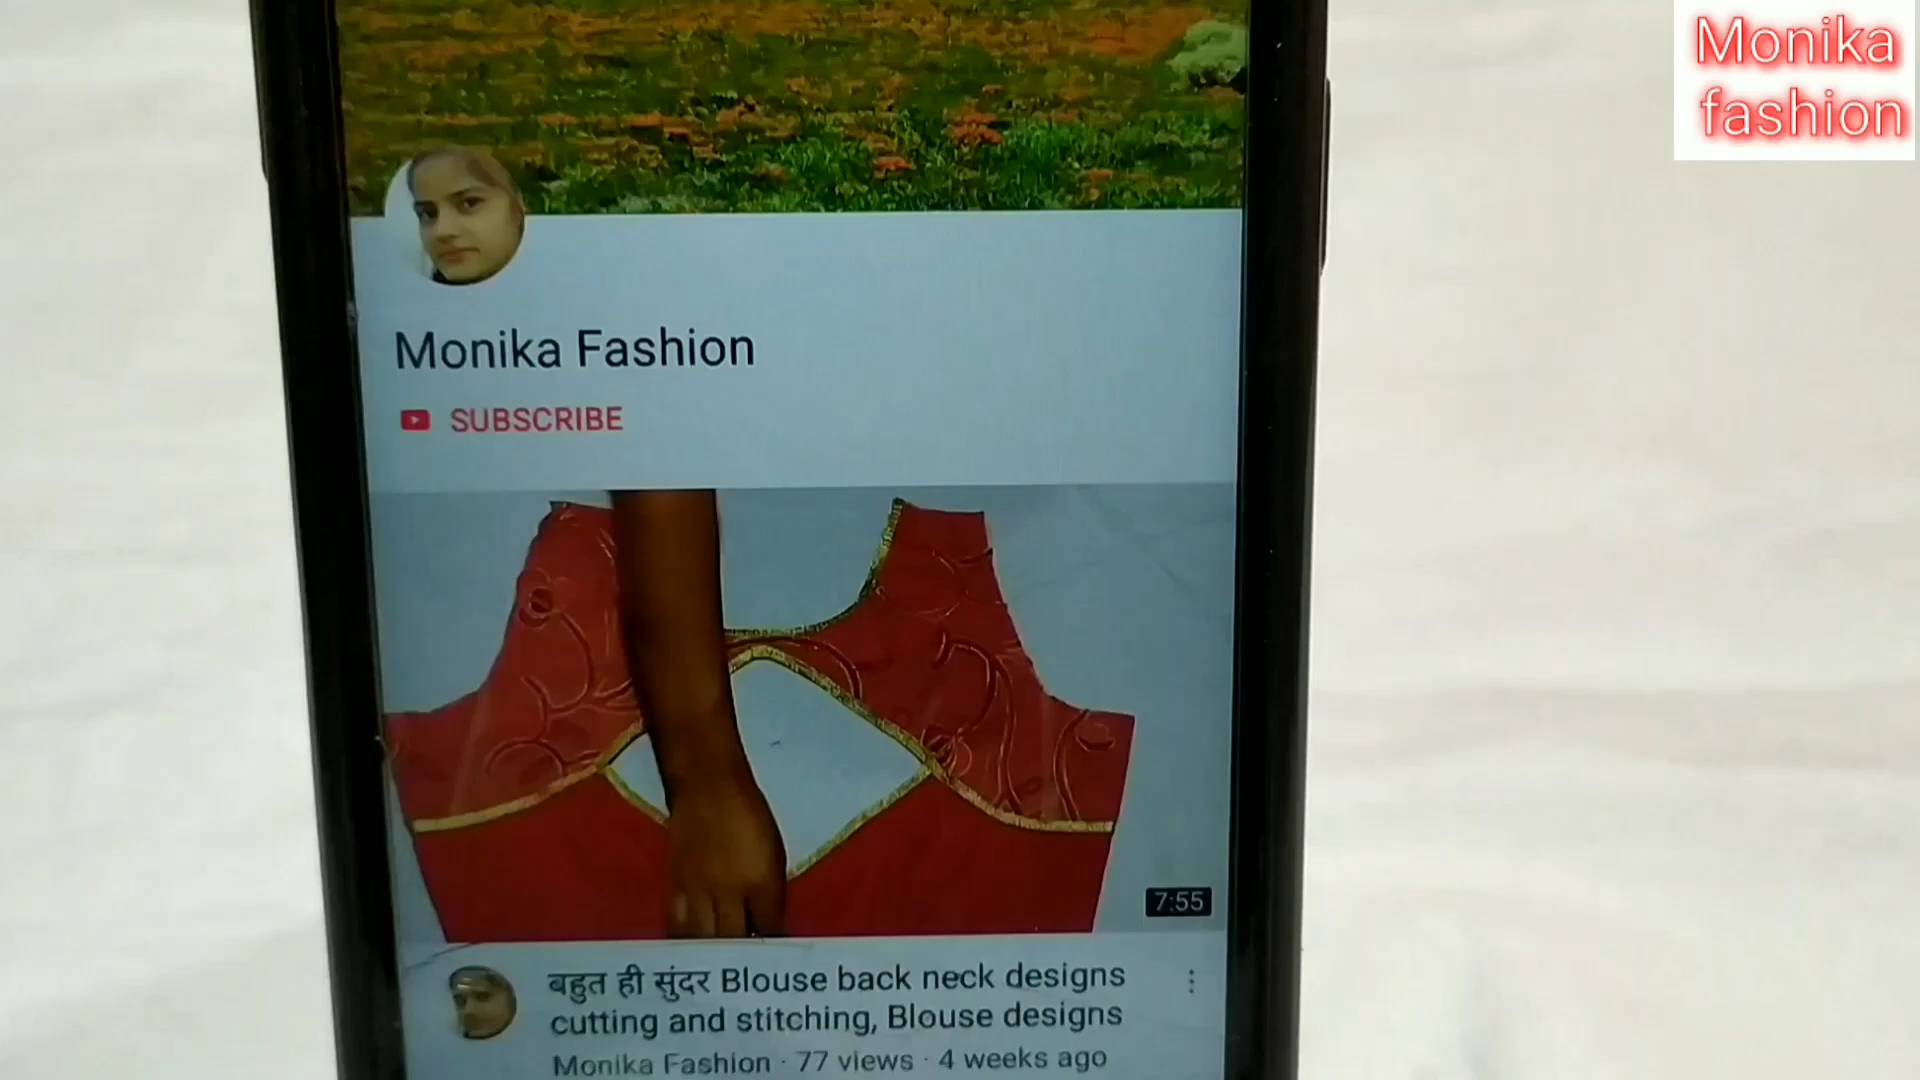 Monika
fashion
Monika Fashion
SUBSCRIBE
7:55
बहुत ही सुंदर Blouse back neck designs
cutting and stitching, Blouse designs
Monika Fashion · 77 views · 4 weeks ago